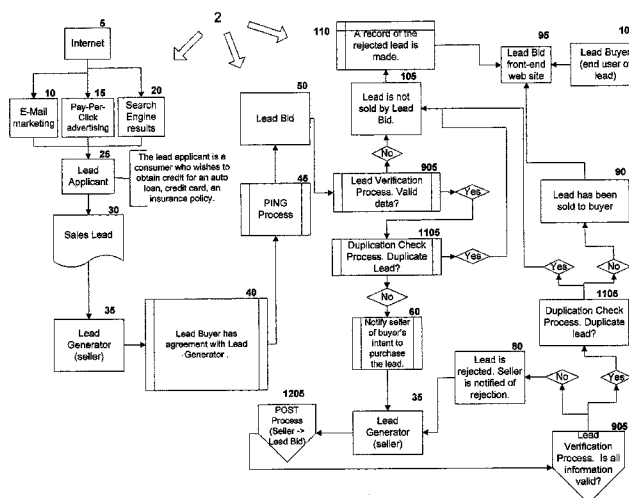 2
5
Internet
10
E-Mail
marketing
15
Pay-Per-
Click
advertising
20
Search
Engine
results
25
Lead
Applicant
The lead applicant is a
consumer who wishes to
obtain credit for an auto
loan, credit card, an
insurance policy.
30
Sales Lead
35
Lead
Generator
(seller)
40
Lead Buyer has
agreement with Lead
Generator.
45
PING
Process
50
Lead Bid
110
A record of the
rejected lead is
made.
105
Lead is not
sold by Lead
Bid.
No
905
Lead Verification
Process. Valid
data?
Yes
1105
Duplication Check
Process. Duplicate
Lead?
Yes
No
60
Notify seller of
buyer's
intent to
purchase
the lead.
35
Lead
Generator
(seller)
1205
POST
Process
(Seller ->
Lead Bid)
95
Lead Bid
front-end
web site
10
Lead Buyer
(end user of
lead)
90
Lead has been
sold to buyer
Yes
No
1105
Duplication Check
Process. Duplicate
lead?
80
Lead is
rejected. Seller
is notified of
rejection.
No
Yes
905
Lead
Verification
Process. Is all
information
valid?